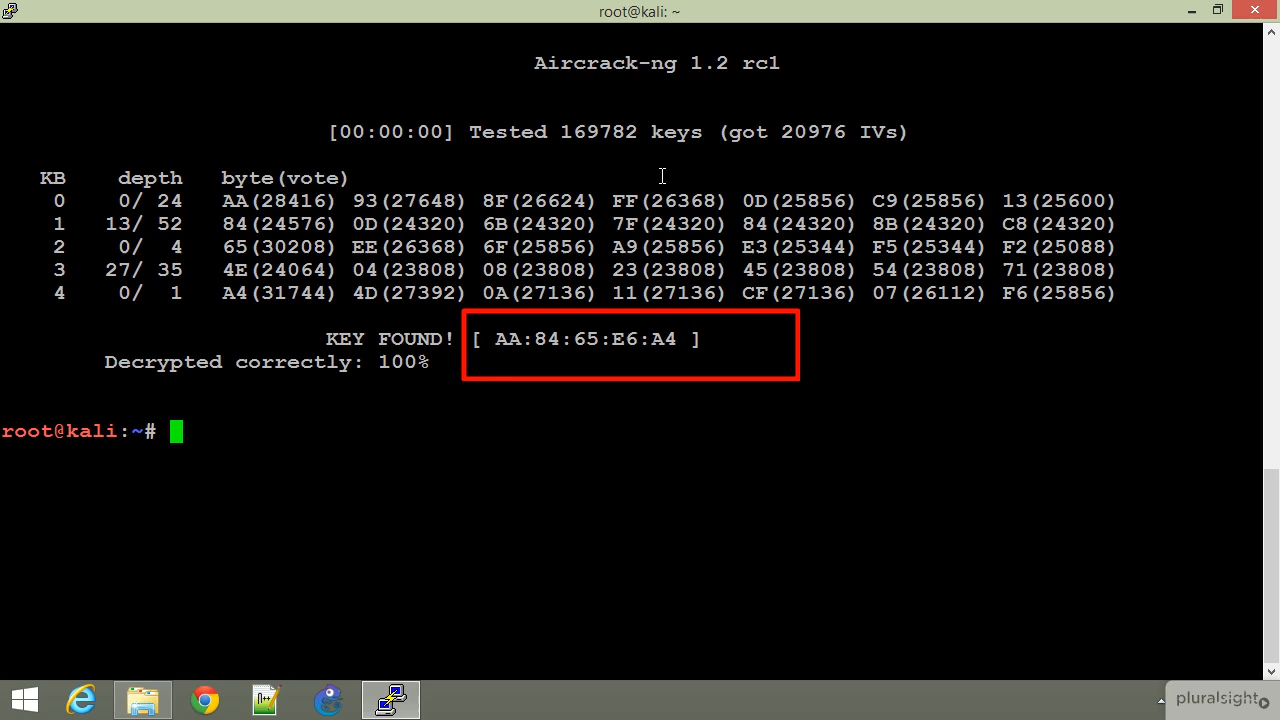 root@kali: ~
Aircrack-ng 1.2 rc1
[00:00:00] Tested 169782 keys (got 20976 IVs)
KB depth byte(vote)
0 0/ 24 AA(28416) 93(27648) 8F(26624) FF(26368) 0D(25856) C9(25856) 13(25600)
1 13/ 52 84(24576) 0D(24320) 6B(24320) 7F(24320) 84(24320) 8B(24320) C8(24320)
2 0/ 4 65(30208) EE(26368) 6F(25856) A9(25856) E3(25344) F5(25344) F2(25088)
3 27/ 35 4E(24064) 04(23808) 08(23808) 23(23808) 45(23808) 54(23808) 71(23808)
4 0/ 1 A4(31744) 4D(27392) 0A(27136) 11(27136) CF(27136) 07(26112) F6(25856)
KEY FOUND! [ AA:84:65:E6:A4 ]
Decrypted correctly: 100%
root@kali:~#
pluralsight